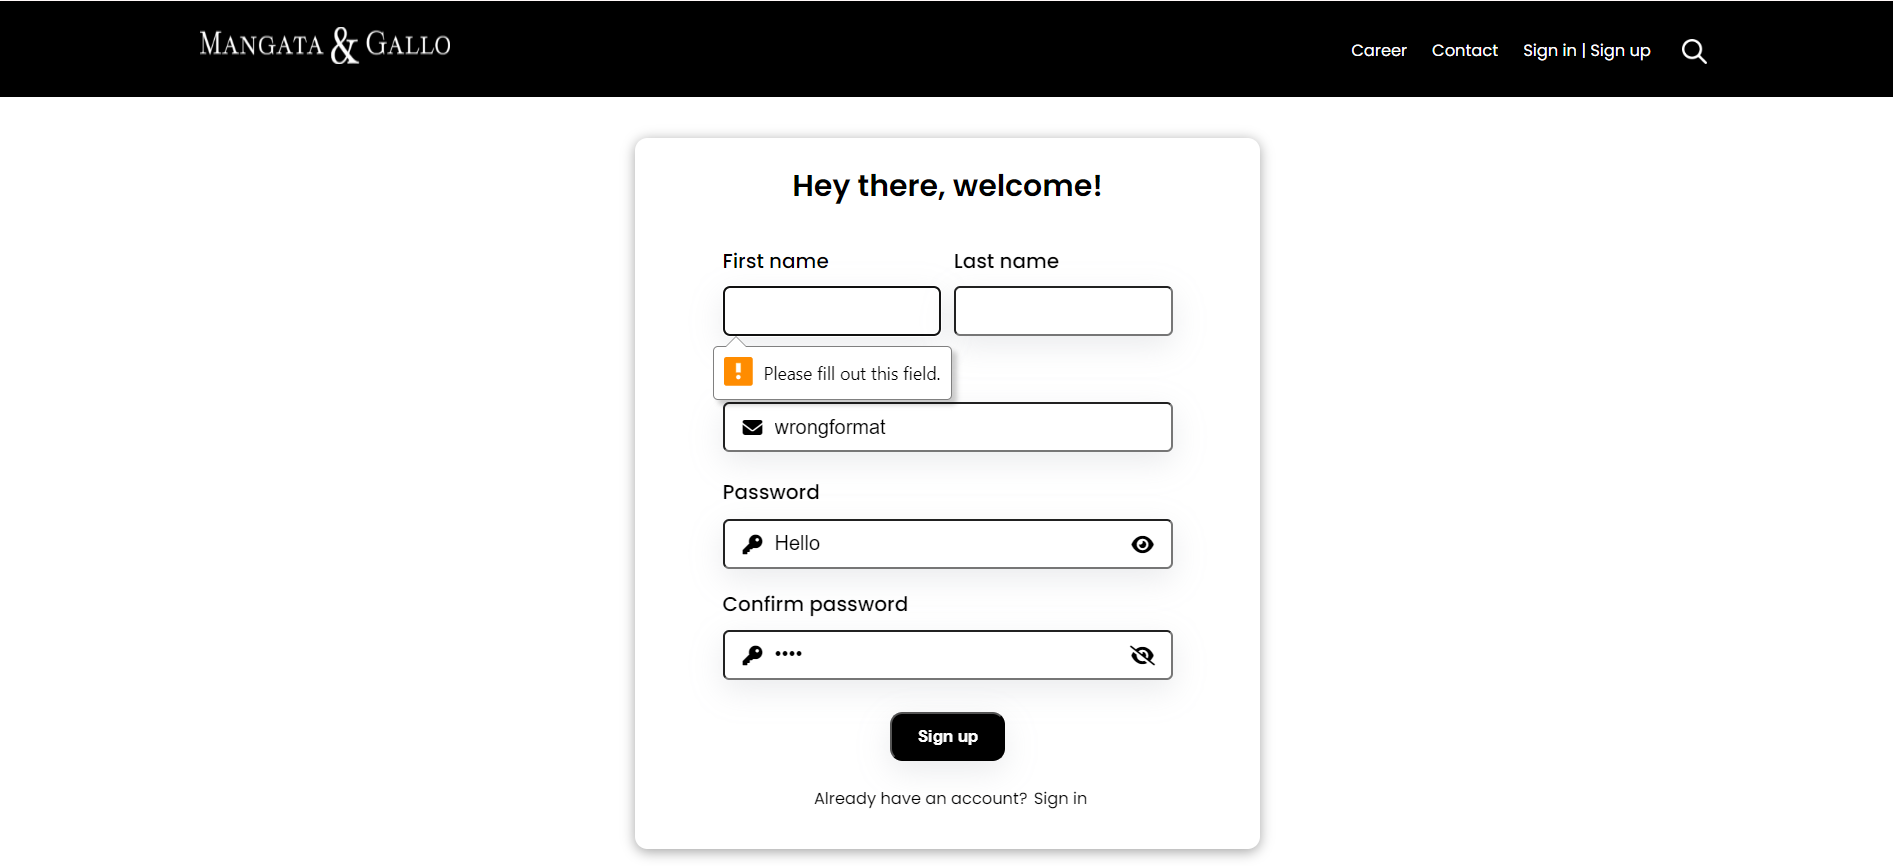 MANGATA & GALLO
Career Contact Sign in | Sign up
Hey there, welcome!
First name Last name
Please fill out this field.
wrongformat
Password
Hello
Confirm password
••••
Sign up
Already have an account? Sign in